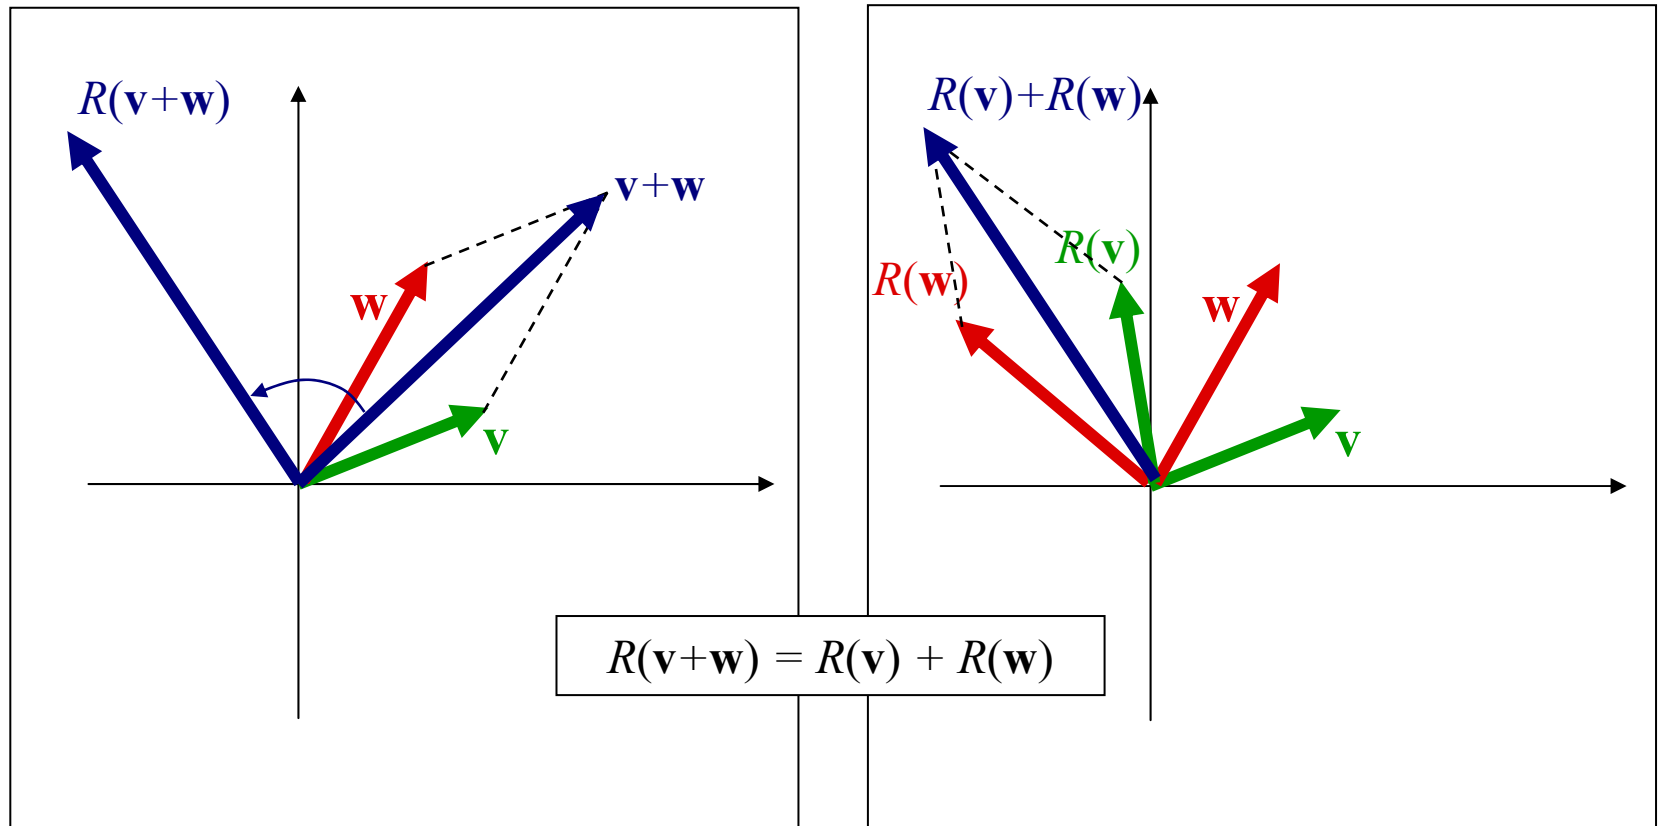 R(v+w)
v+w
w
v
R(v)+R(w)
R(v)
R(w)
w
v
R(v+w) = R(v) + R(w)